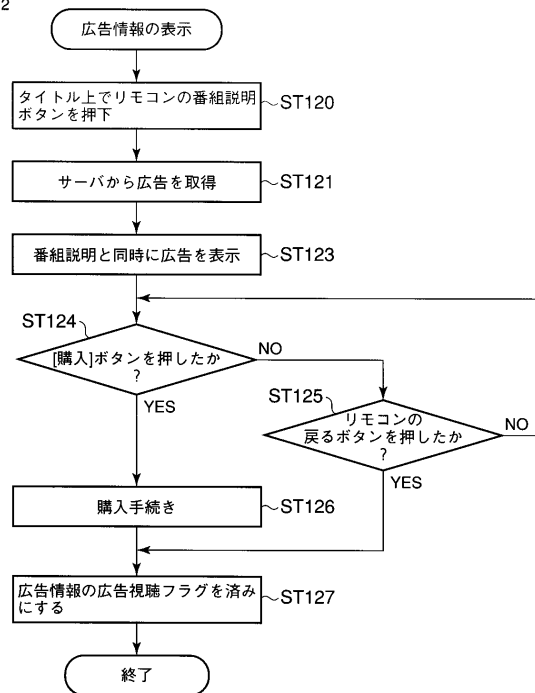 2
広告情報の表示
タイトル上でリモコンの番組説明
ボタンを押下
ST120
サーバから広告を取得
ST121
番組説明と同時に広告を表示
ST123
ST124
[購入]ボタンを押したか
?
NO
YES
ST125
リモコンの
戻るボタンを押したか
?
NO
YES
購入手続き
ST126
広告情報の広告視聴フラグを済み
にする
ST127
終了